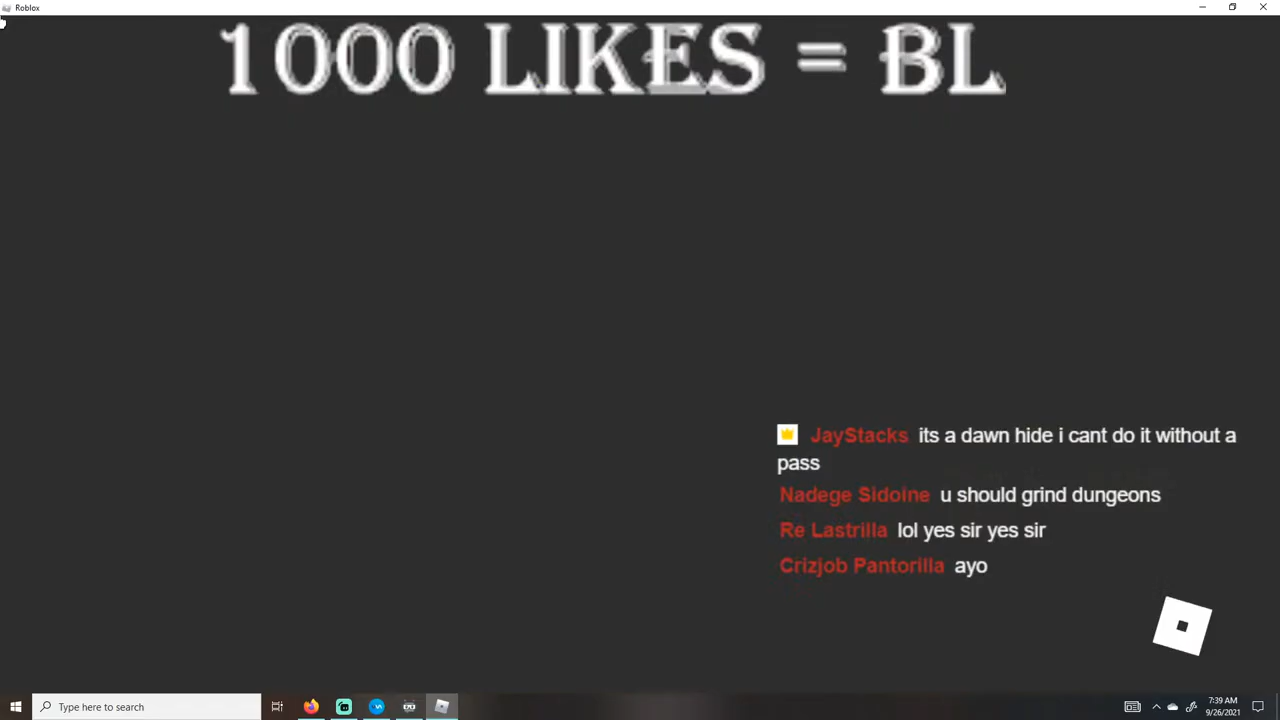 Roblox
1000 LIKES = BL
JayStacks its a dawn hide i cant do it without a
pass
Nadege Sidoine u should grind dungeons
Re Lastrilla lol yes sir yes sir
Crizjob Pantorilla ayo
Type here to search
7:39 AM
9/26/2021